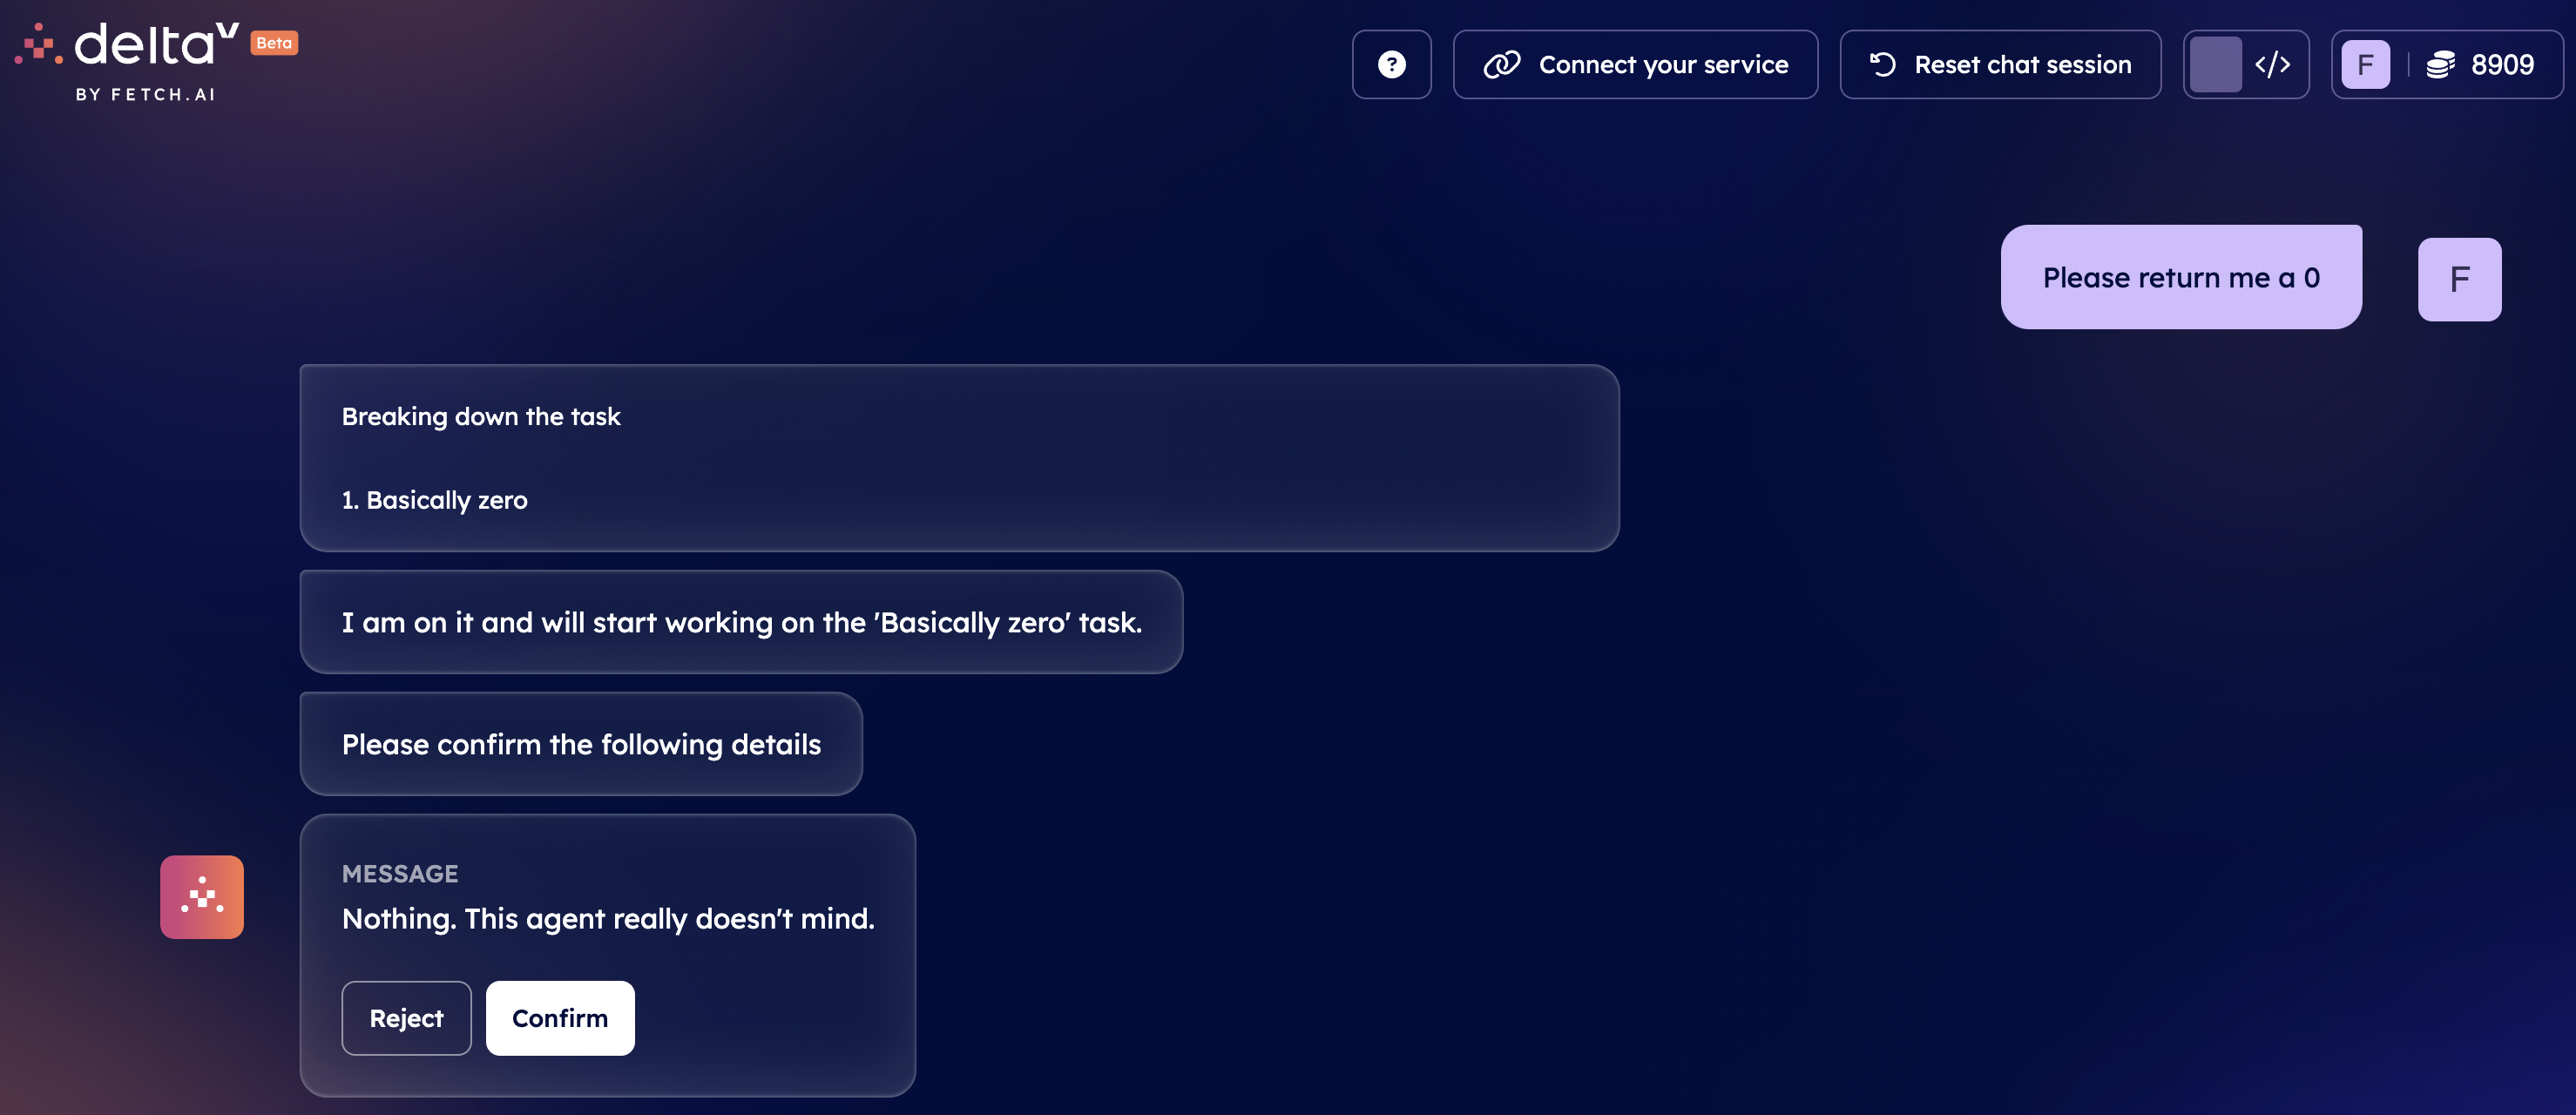 deltaV Beta
BY FETCH.AI
? Connect your service Reset chat session </> F 8909
Please return me a 0 F
Breaking down the task
1. Basically zero
I am on it and will start working on the 'Basically zero' task.
Please confirm the following details
MESSAGE
Nothing. This agent really doesn't mind.
Reject Confirm